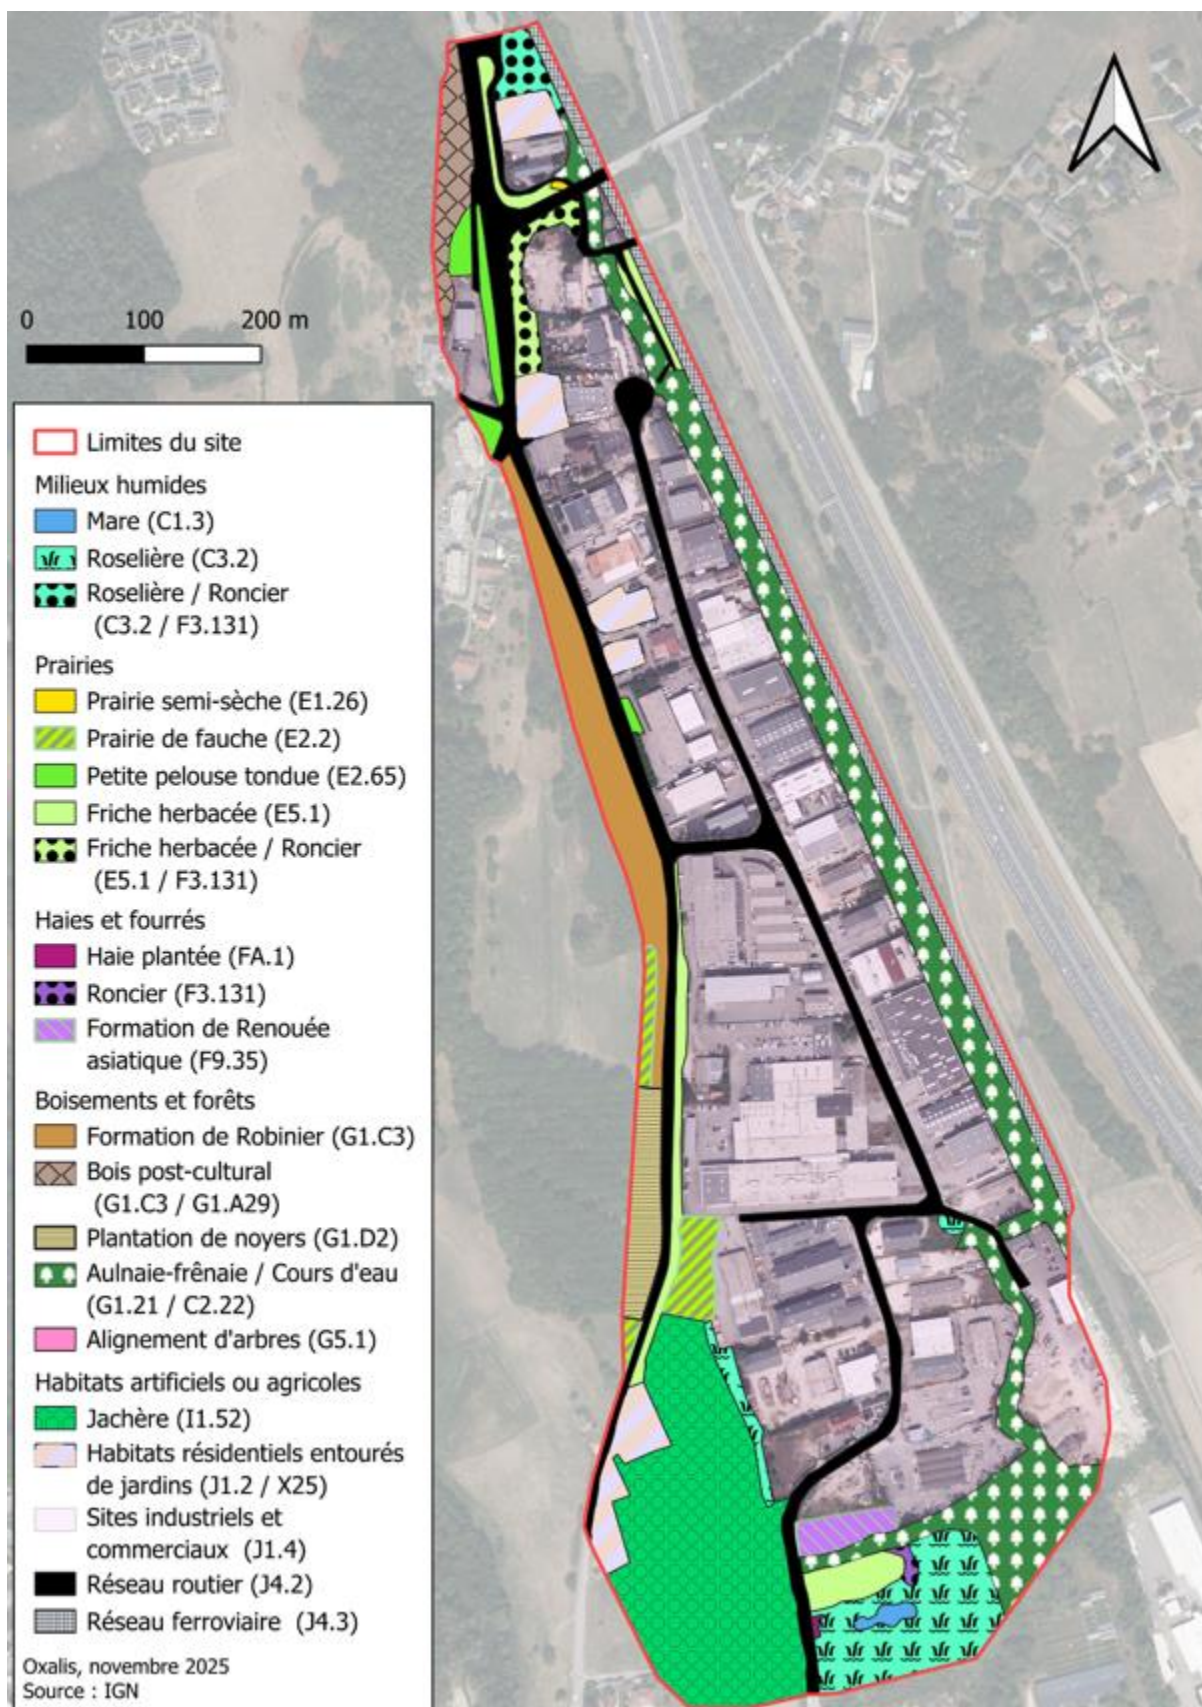 0 100 200 m
Limites du site
Milieux humides
Mare (C1.3)
Roselière (C3.2)
Roselière / Roncier
(C3.2 / F3.131)
Prairies
Prairie semi-sèche (E1.26)
Prairie de fauche (E2.2)
Petite pelouse tondue (E2.65)
Friche herbacée (E5.1)
Friche herbacée / Roncier
(E5.1 / F3.131)
Haies et fourrés
Haie plantée (FA.1)
Roncier (F3.131)
Formation de Renouée
asiatique (F9.35)
Boisements et forêts
Formation de Robinier (G1.C3)
Bois post-cultural
(G1.C3 / G1.A29)
Plantation de noyers (G1.D2)
Aulnaie-frênaie / Cours d'eau
(G1.21 / C2.22)
Alignement d'arbres (G5.1)
Habitats artificiels ou agricoles
Jachère (I1.52)
Habitats résidentiels entourés
de jardins (J1.2 / X25)
Sites industriels et
commerciaux (J1.4)
Réseau routier (J4.2)
Réseau ferroviaire (J4.3)
Oxalis, novembre 2025
Source : IGN